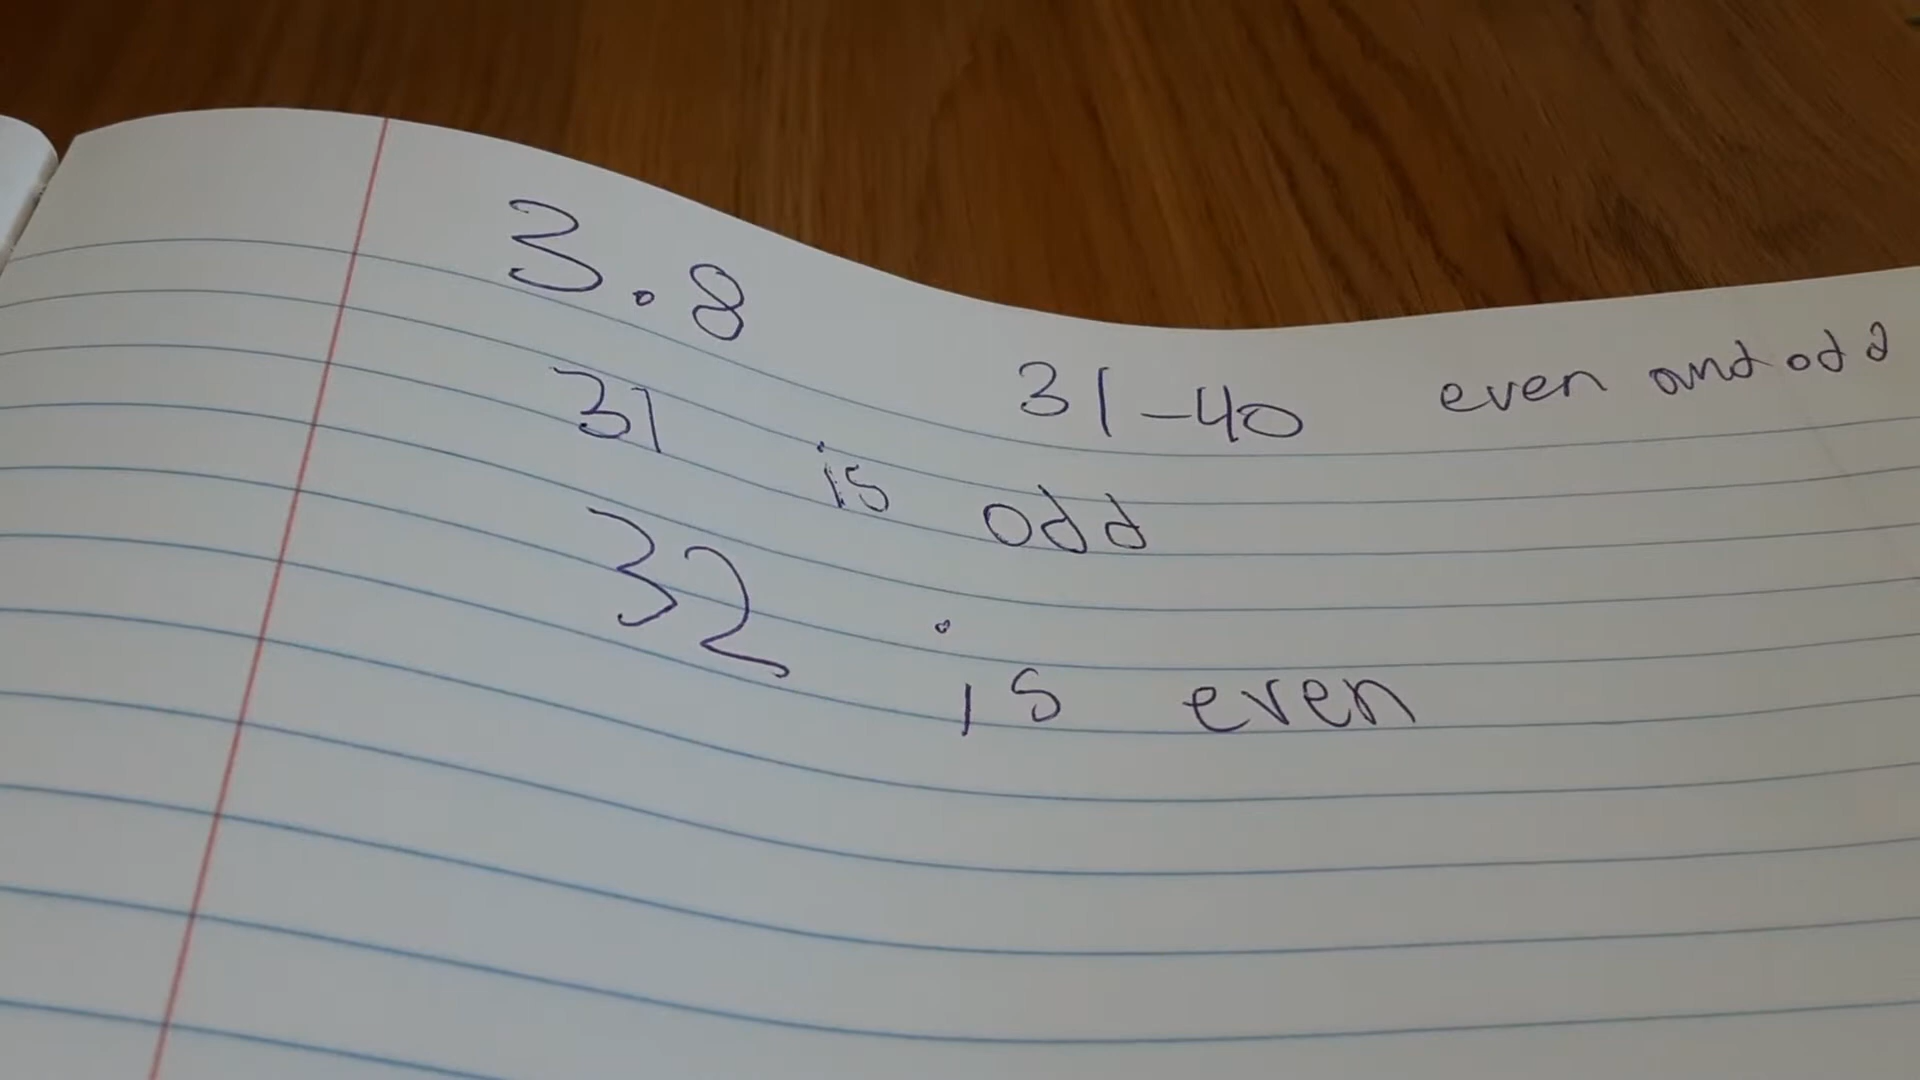 3.8
31-40 even and odd
31 is odd
32 is even